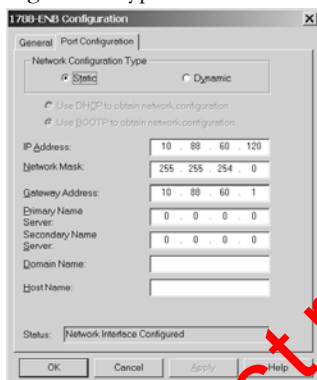 1788-ENB Configuration
General Port Configuration
Network Configuration Type
Static Dynamic
Use DHCP to obtain network configuration
Use BOOTP to obtain network configuration
IP Address: 10 . 88 . 60 . 120
Network Mask: 255 . 255 . 254 . 0
Gateway Address: 10 . 88 . 60 . 1
Primary Name
Server: 0 . 0 . 0 . 0
Secondary Name
Server: 0 . 0 . 0 . 0
Domain Name:
Host Name:
Status: Network Interface Configured
OK Cancel Apply Help